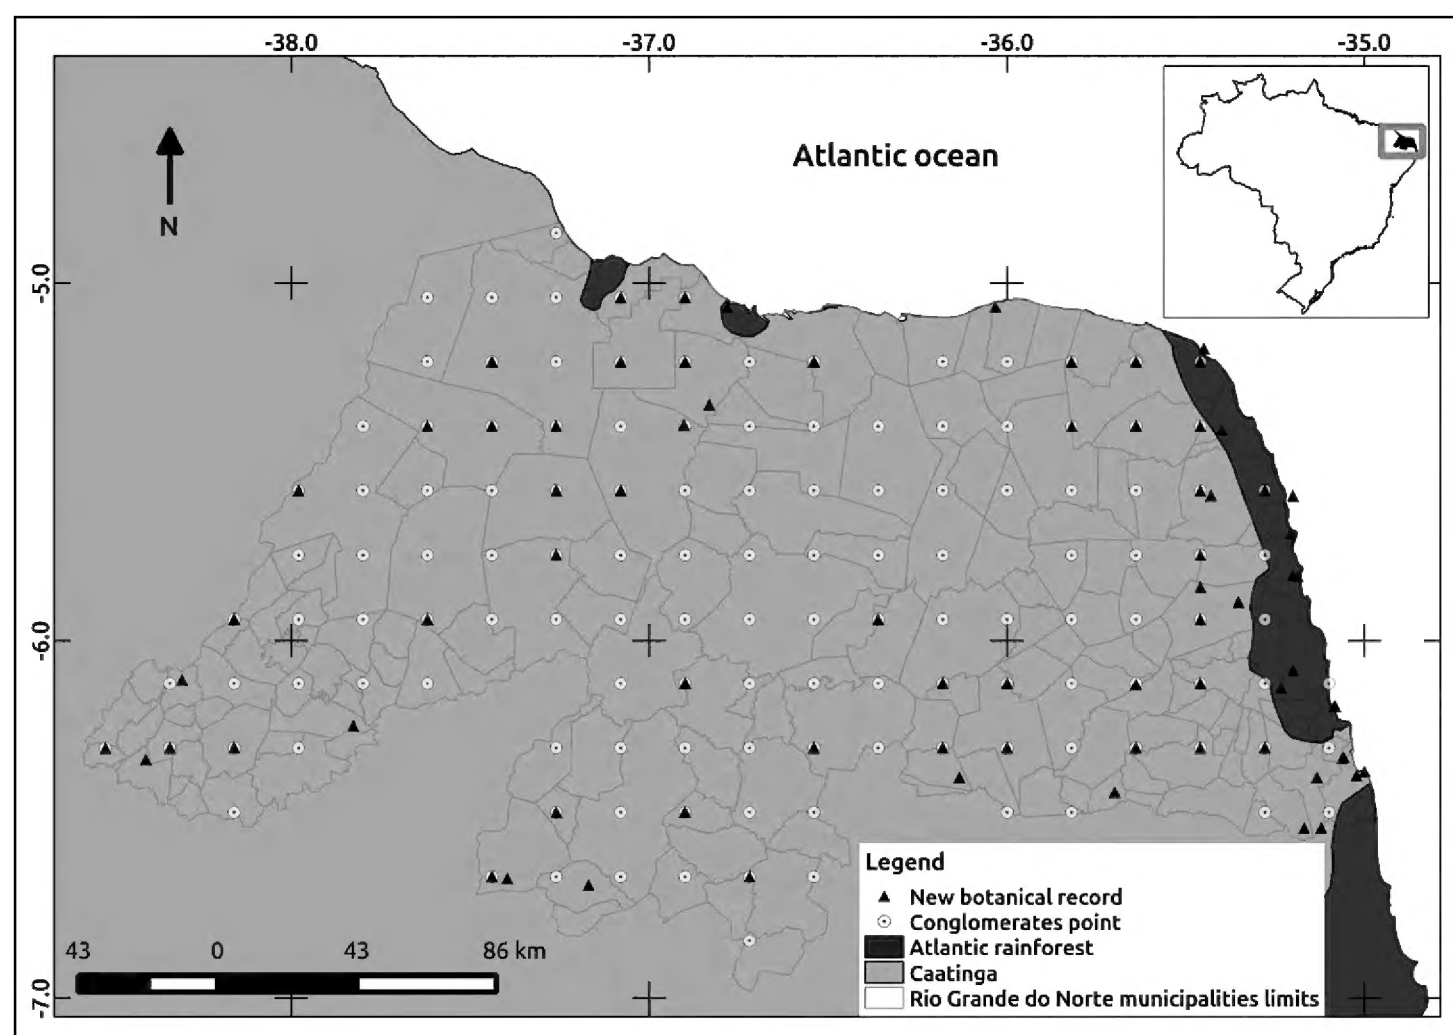 -38.0 -37.0 -36.0 -35.0
Atlantic ocean
N
-5.0
-6.0
-7.0
43 0 43 86 km
Legend
New botanical record
Conglomerates point
Atlantic rainforest
Caatinga
Rio Grande do Norte municipalities limits